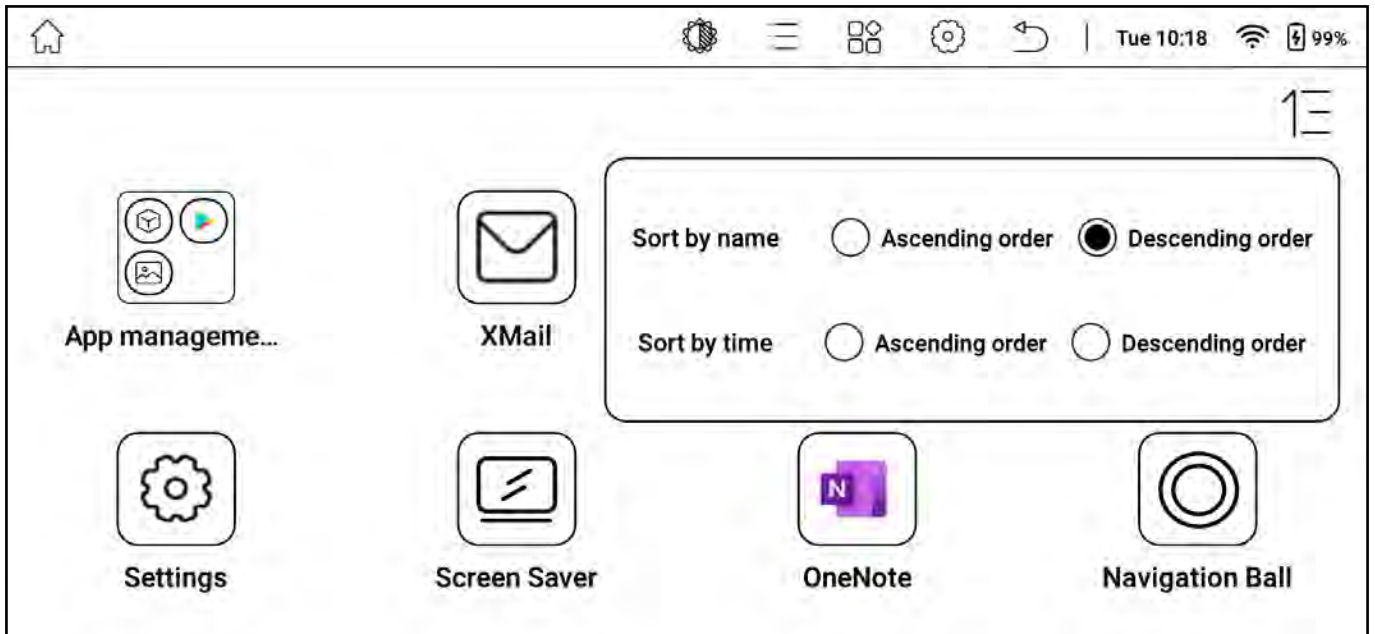 Tue 10:18 99%
Sort by name Ascending order Descending order
App manageme... XMail Sort by time Ascending order Descending order
N
Settings Screen Saver OneNote Navigation Ball